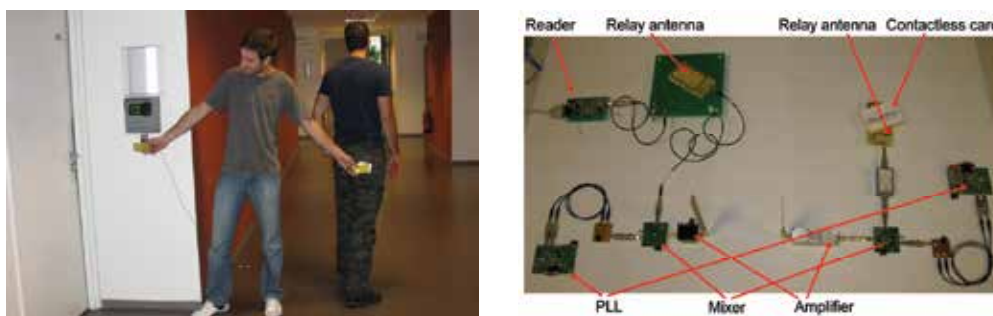 Reader Relay antenna Relay antenna Contactless card
PLL Mixer Amplifier